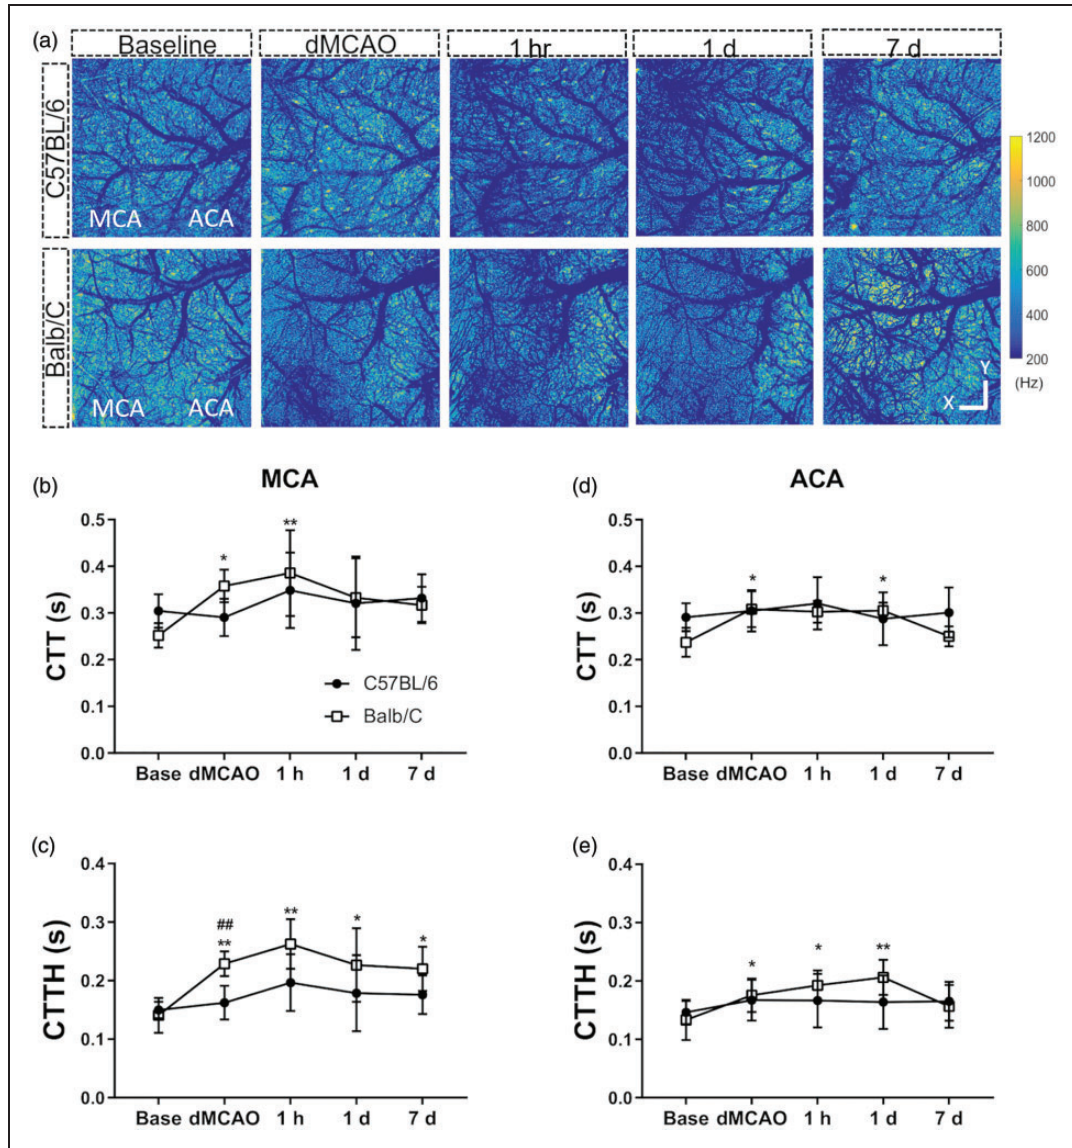 (a)
Baseline dMCAO 1 hr 1 d 7 d
C57BL/6
MCA ACA
Balb/C
MCA ACA
Y
X
1200
1000
800
600
400
200
(Hz)
MCA
(b)
CTT (s)
0.5
0.4
0.3
0.2
0.1
0.0
* **
C57BL/6
Balb/C
Base dMCAO 1 h 1 d 7 d
ACA
(d)
CTT (s)
0.5
0.4
0.3
0.2
0.1
0.0
* *
Base dMCAO 1 h 1 d 7 d
(c)
CTTH (s)
0.4
0.3
0.2
0.1
0.0
##
** ** * *
Base dMCAO 1 h 1 d 7 d
(e)
CTTH (s)
0.4
0.3
0.2
0.1
0.0
* * **
Base dMCAO 1 h 1 d 7 d